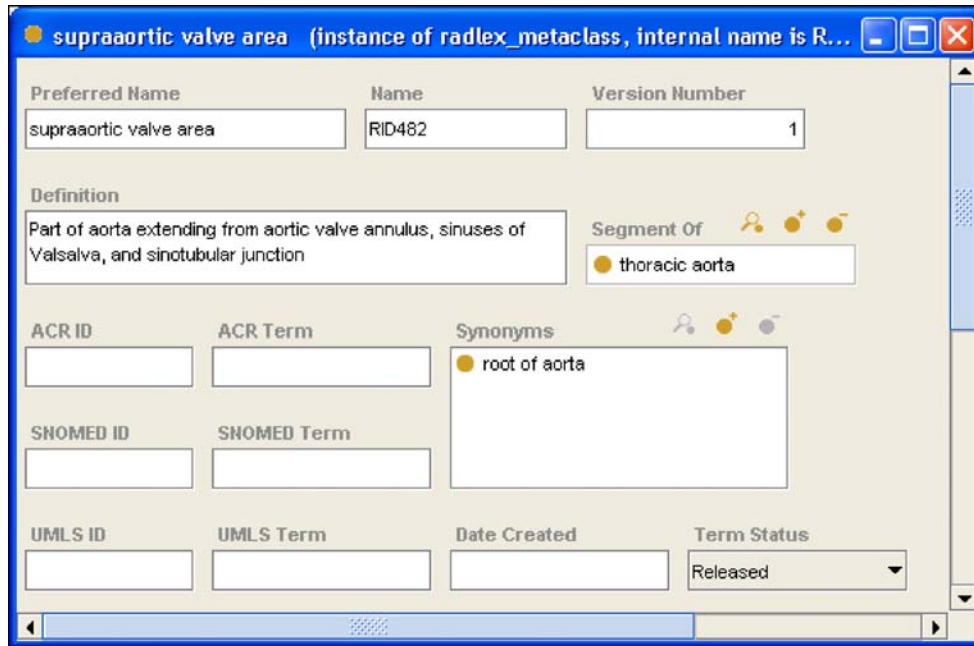 supraaortic valve area (instance of radlex_metaclass, internal name is R...
Preferred Name Name Version Number
supraaortic valve area RID482 1
Definition
Part of aorta extending from aortic valve annulus, sinuses of
Valsalva, and sinotubular junction
Segment Of
thoracic aorta
ACR ID ACR Term Synonyms
root of aorta
SNOMED ID SNOMED Term
UMLS ID UMLS Term Date Created Term Status
Released